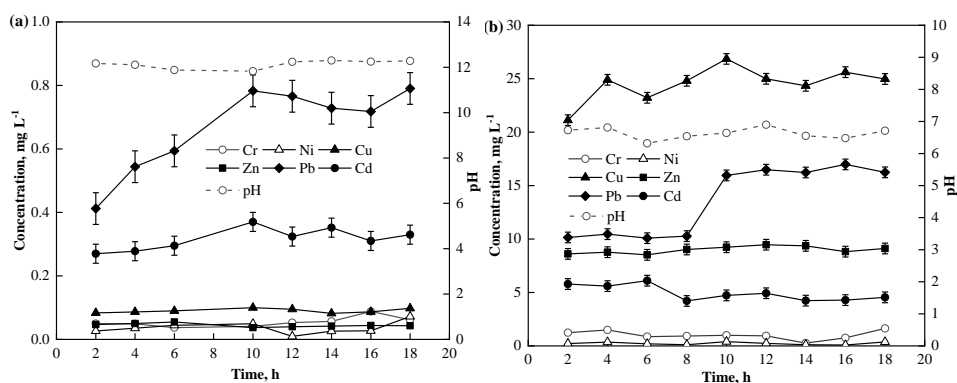 (a)
1.0
0.8
0.6
0.4
0.2
0.0
Concentration, mg L-1
14
12
10
8
6
4
2
0
pH
Cr Ni Cu
Zn Pb Cd
pH
0 2 4 6 8 10 12 14 16 18 20
Time, h
(b)
30
25
20
15
10
5
0
Concentration, mg L-1
10
9
8
7
6
5
4
3
2
1
0
pH
Cr Ni
Cu Zn
Pb Cd
pH
0 2 4 6 8 10 12 14 16 18 20
Time, h